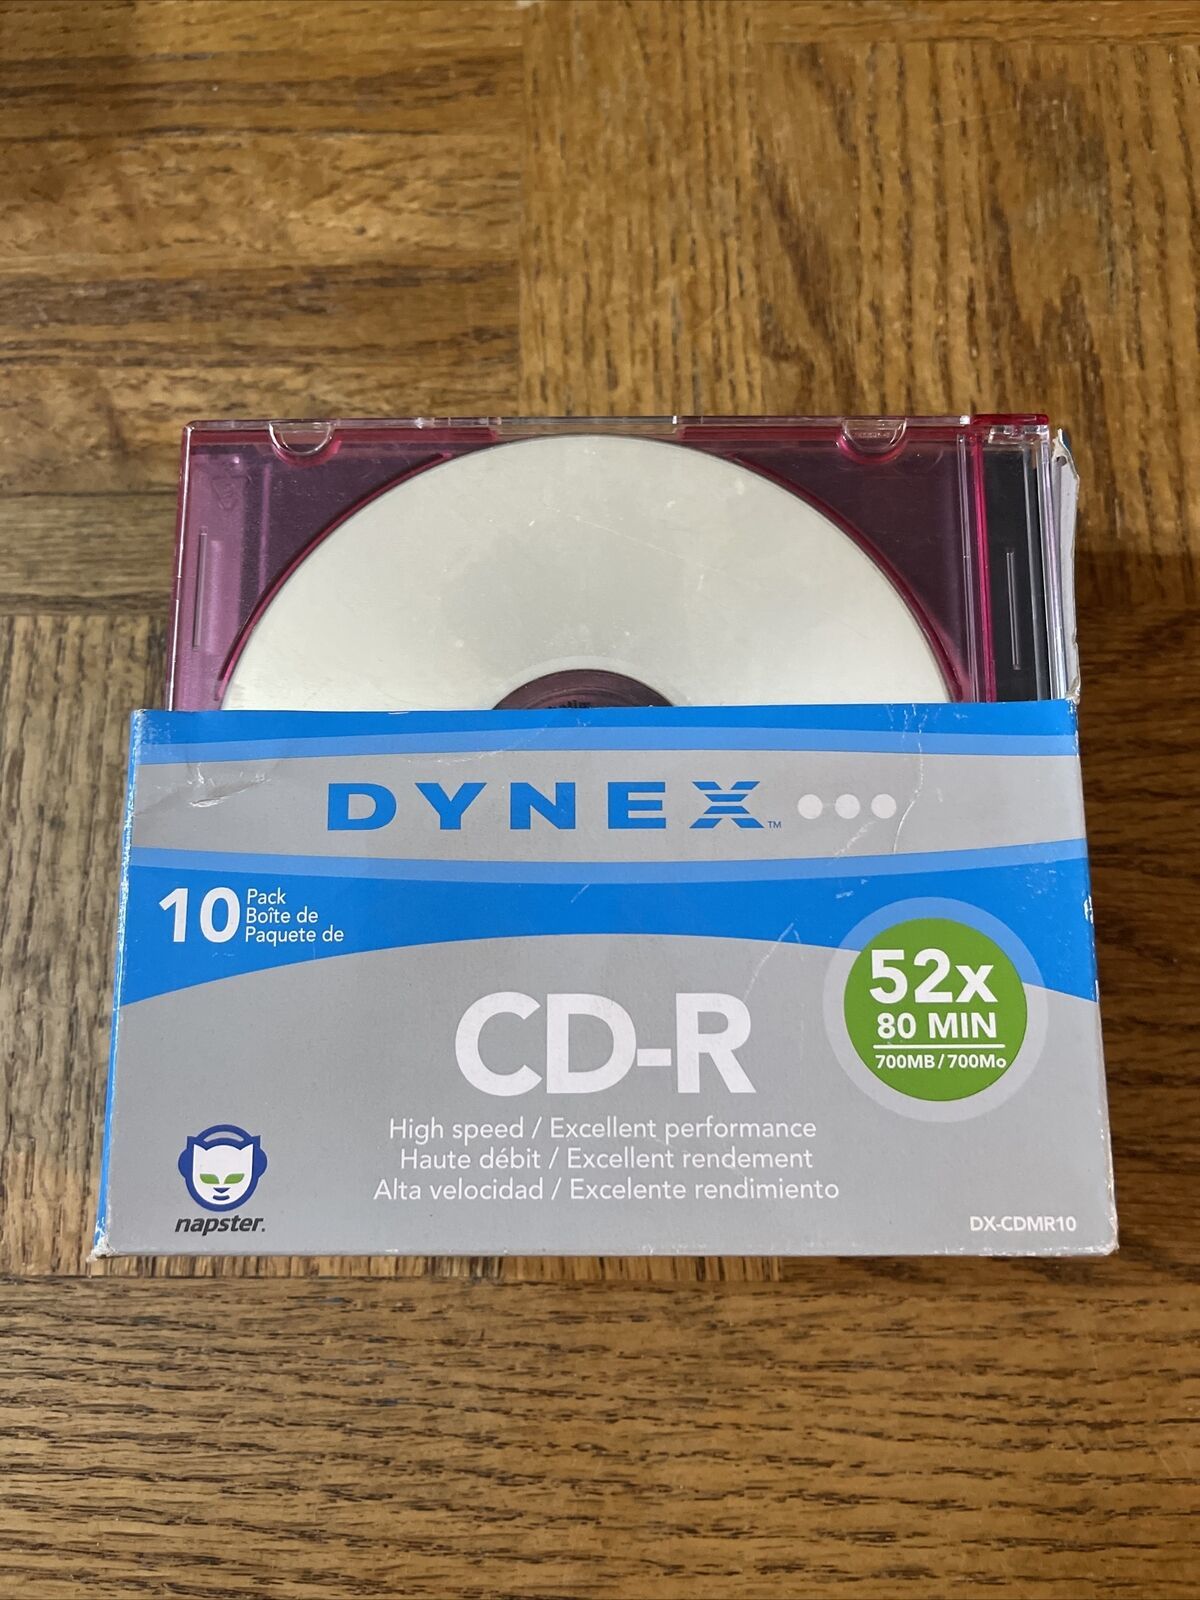 DYNEX™
10 Pack
Boîte de
Paquete de
52x
80 MIN
700MB / 700Mo
CD-R
High speed / Excellent performance
Haute débit / Excellent rendement
Alta velocidad / Excelente rendimiento
napster.
DX-CDMR10